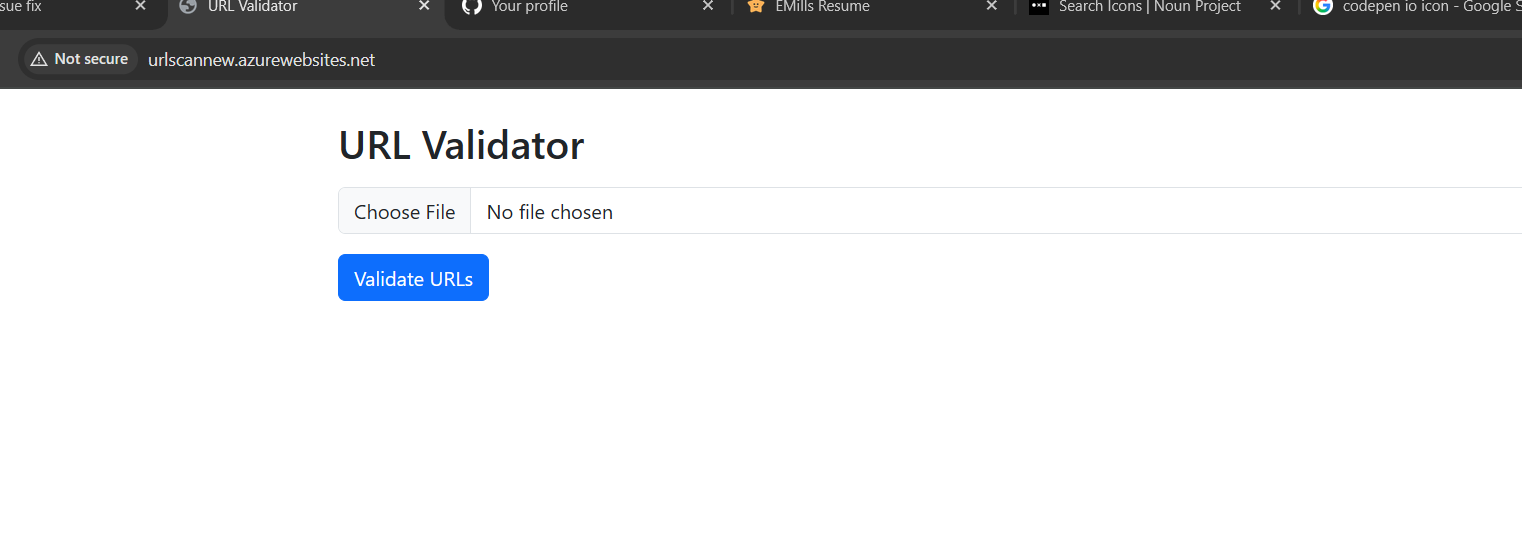 sue fix
URL Validator
Your profile
EMills Resume
Search Icons | Noun Project
codepen io icon - Google S
Not secure
urlscannew.azurewebsites.net
URL Validator
Choose File
No file chosen
Validate URLs